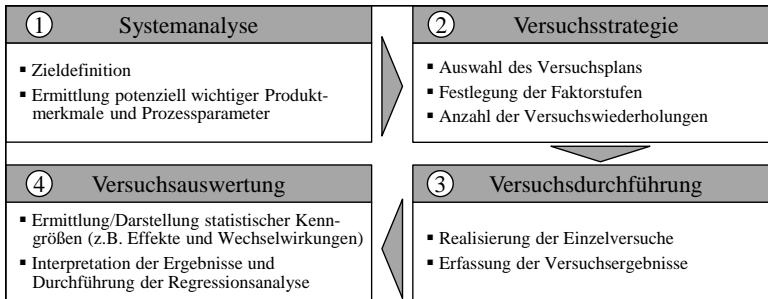 1 Systemanalyse
▪ Zieldefinition
▪ Ermittlung potenziell wichtiger Produkt-
merkmale und Prozessparameter
2 Versuchsstrategie
▪ Auswahl des Versuchsplans
▪ Festlegung der Faktorstufen
▪ Anzahl der Versuchswiederholungen
3 Versuchsdurchführung
▪ Realisierung der Einzelversuche
▪ Erfassung der Versuchsergebnisse
4 Versuchsauswertung
▪ Ermittlung/Darstellung statistischer Kenn-
größen (z.B. Effekte und Wechselwirkungen)
▪ Interpretation der Ergebnisse und
Durchführung der Regressionsanalyse